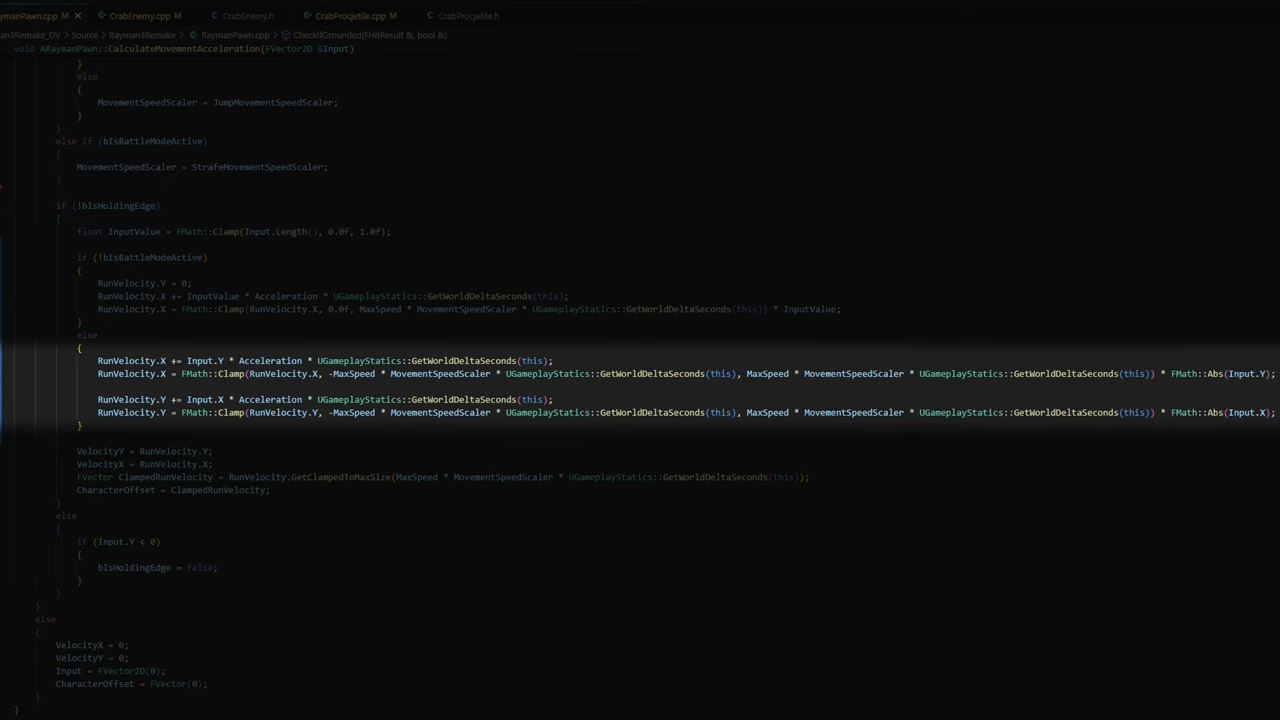 aymanPawn.cpp M × CrabEnemy.cpp M CrabEnemy.h CrabProcjetile.cpp M CrabProcjetile.h
man3Remake_DV > Source > Rayman3Remake > RaymanPawn.cpp > CheckIfGrounded(FHitResult &, bool &)
void ARaymanPawn::CalculateMovementAcceleration(FVector2D &Input)
}
else
{
MovementSpeedScaler = JumpMovementSpeedScaler;
}
}
else if (bIsBattleModeActive)
{
MovementSpeedScaler = StrafeMovementSpeedScaler;
}
if (!bIsHoldingEdge)
{
float InputValue = FMath::Clamp(Input.Length(), 0.0f, 1.0f);
if (!bIsBattleModeActive)
{
RunVelocity.Y = 0;
RunVelocity.X += InputValue * Acceleration * UGameplayStatics::GetWorldDeltaSeconds(this);
RunVelocity.X = FMath::Clamp(RunVelocity.X, 0.0f, MaxSpeed * MovementSpeedScaler * UGameplayStatics::GetWorldDeltaSeconds(this)) * InputValue;
}
else
{
RunVelocity.X += Input.Y * Acceleration * UGameplayStatics::GetWorldDeltaSeconds(this);
RunVelocity.X = FMath::Clamp(RunVelocity.X, -MaxSpeed * MovementSpeedScaler * UGameplayStatics::GetWorldDeltaSeconds(this), MaxSpeed * MovementSpeedScaler * UGameplayStatics::GetWorldDeltaSeconds(this)) * FMath::Abs(Input.Y);
RunVelocity.Y += Input.X * Acceleration * UGameplayStatics::GetWorldDeltaSeconds(this);
RunVelocity.Y = FMath::Clamp(RunVelocity.Y, -MaxSpeed * MovementSpeedScaler * UGameplayStatics::GetWorldDeltaSeconds(this), MaxSpeed * MovementSpeedScaler * UGameplayStatics::GetWorldDeltaSeconds(this)) * FMath::Abs(Input.X);
}
VelocityY = RunVelocity.Y;
VelocityX = RunVelocity.X;
FVector ClampedRunVelocity = RunVelocity.GetClampedToMaxSize(MaxSpeed * MovementSpeedScaler * UGameplayStatics::GetWorldDeltaSeconds(this));
CharacterOffset = ClampedRunVelocity;
}
else
{
if (Input.Y < 0)
{
bIsHoldingEdge = false;
}
}
}
else
{
VelocityX = 0;
VelocityY = 0;
Input = FVector2D(0);
CharacterOffset = FVector(0);
}
}